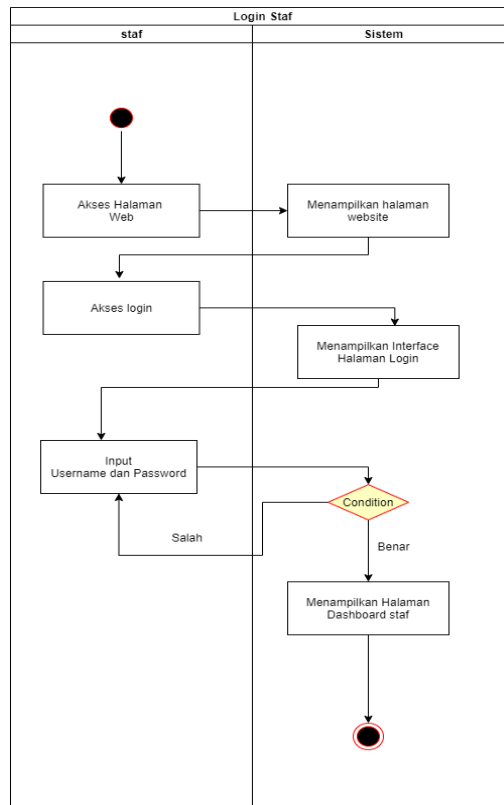 Login Staf
staf
Sistem
Akses Halaman
Web
Menampilkan halaman
website
Akses login
Menampilkan Interface
Halaman Login
Input
Username dan Password
Condition
Salah
Benar
Menampilkan Halaman
Dashboard staf